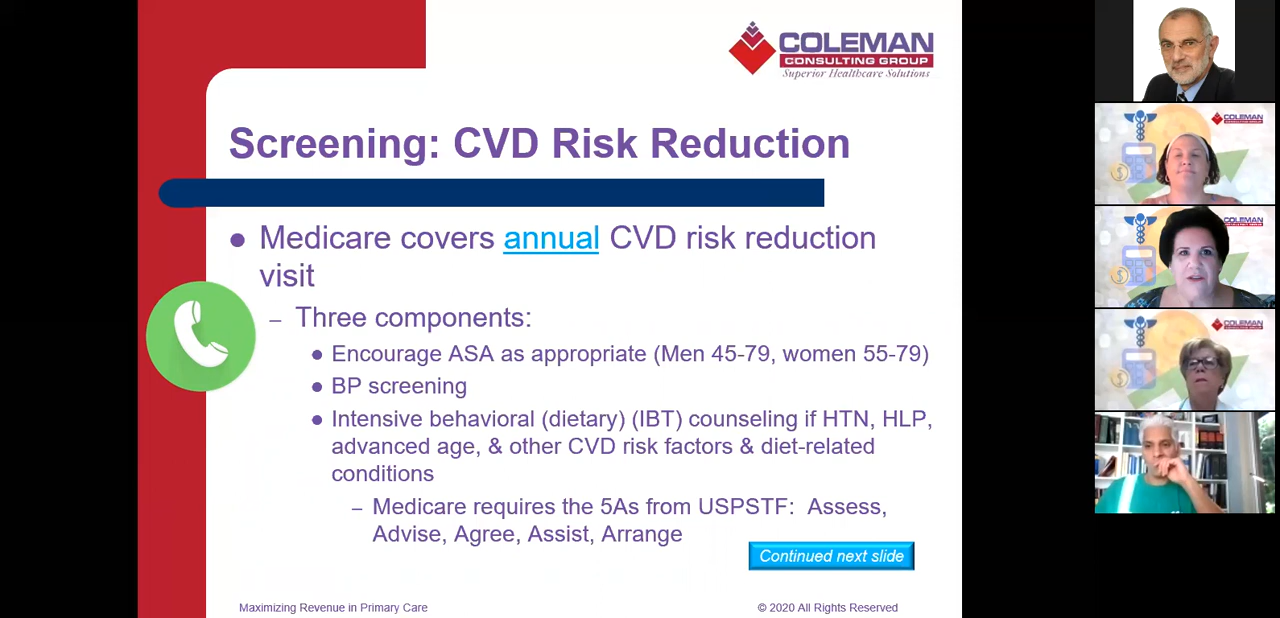 COLEMAN
CONSULTING GROUP
Superior Healthcare Solutions
Screening: CVD Risk Reduction
● Medicare covers annual CVD risk reduction
visit
– Three components:
● Encourage ASA as appropriate (Men 45-79, women 55-79)
● BP screening
● Intensive behavioral (dietary) (IBT) counseling if HTN, HLP,
advanced age, & other CVD risk factors & diet-related
conditions
– Medicare requires the 5As from USPSTF: Assess,
Advise, Agree, Assist, Arrange
Continued next slide
Maximizing Revenue in Primary Care
© 2020 All Rights Reserved
COLEMAN
COLEMAN
COLEMAN